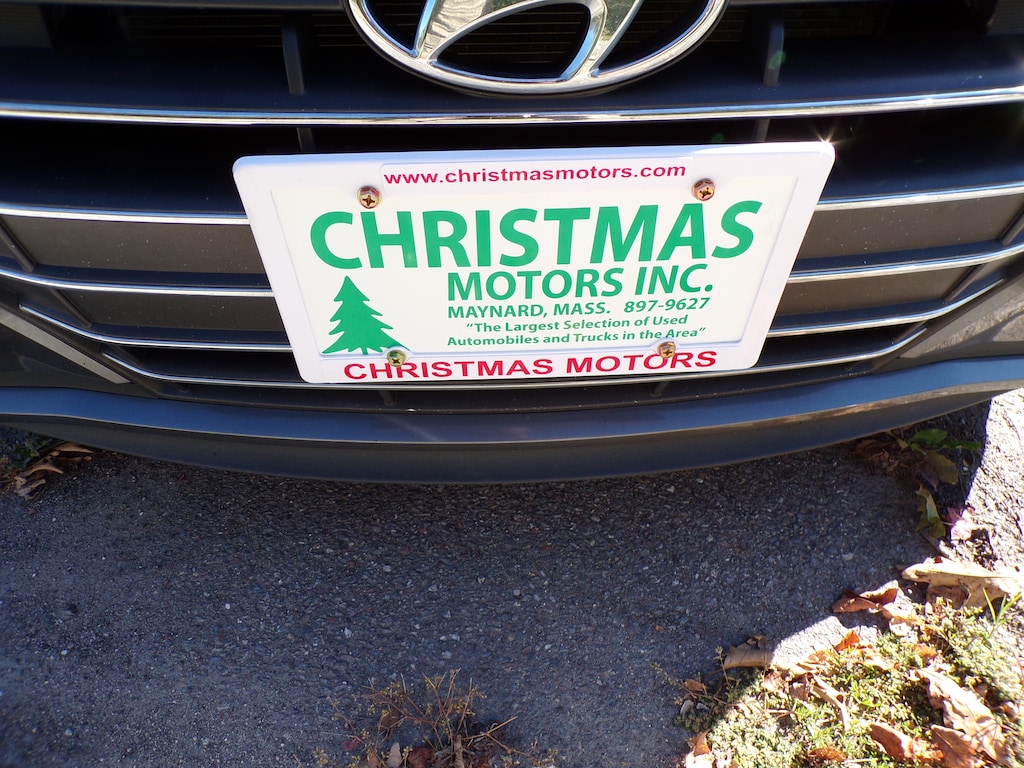 www.christmasmotors.com
CHRISTMAS
MOTORS INC.
MAYNARD, MASS. 897-9627
“The Largest Selection of Used
Automobiles and Trucks in the Area”
CHRISTMAS MOTORS